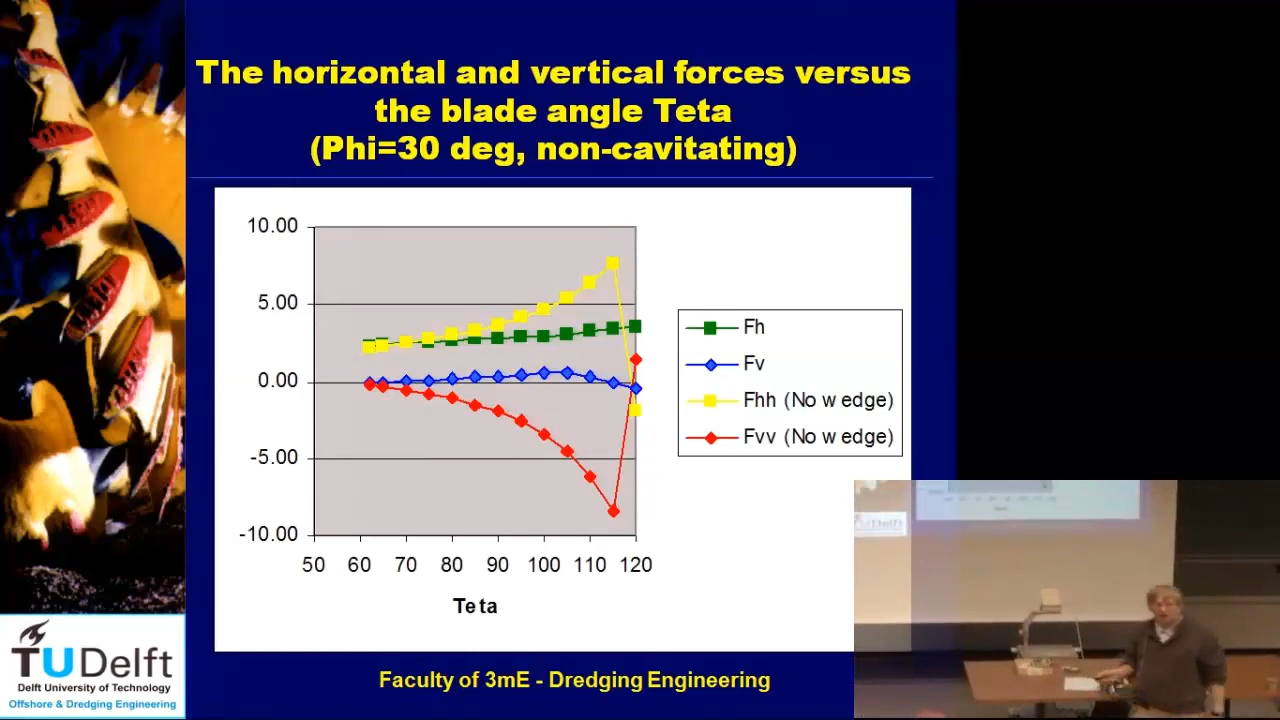 The horizontal and vertical forces versus
the blade angle Teta
(Phi=30 deg, non-cavitating)
10.00
5.00
0.00
-5.00
-10.00
50 60 70 80 90 100 110 120
Teta
Fh
Fv
Fhh (No w edge)
Fvv (No w edge)
TUDelft
Delft University of Technology
Offshore & Dredging Engineering
Faculty of 3mE - Dredging Engineering
TUDelft